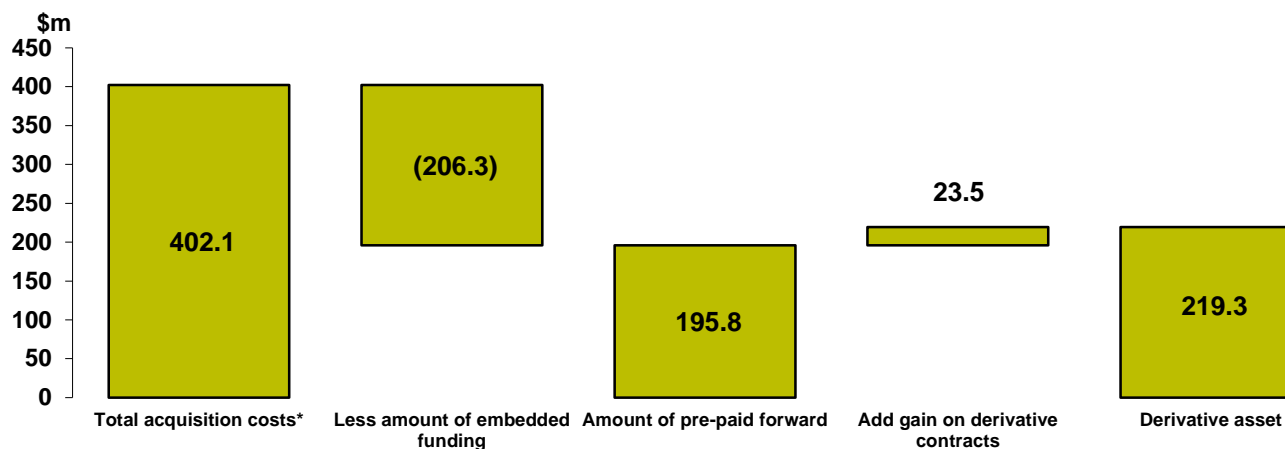 $m
450
400
350
300
250
200
150
100
50
0
402.1
(206.3)
195.8
23.5
219.3
Total acquisition costs*
Less amount of embedded
funding
Amount of pre-paid forward
Add gain on derivative
contracts
Derivative asset